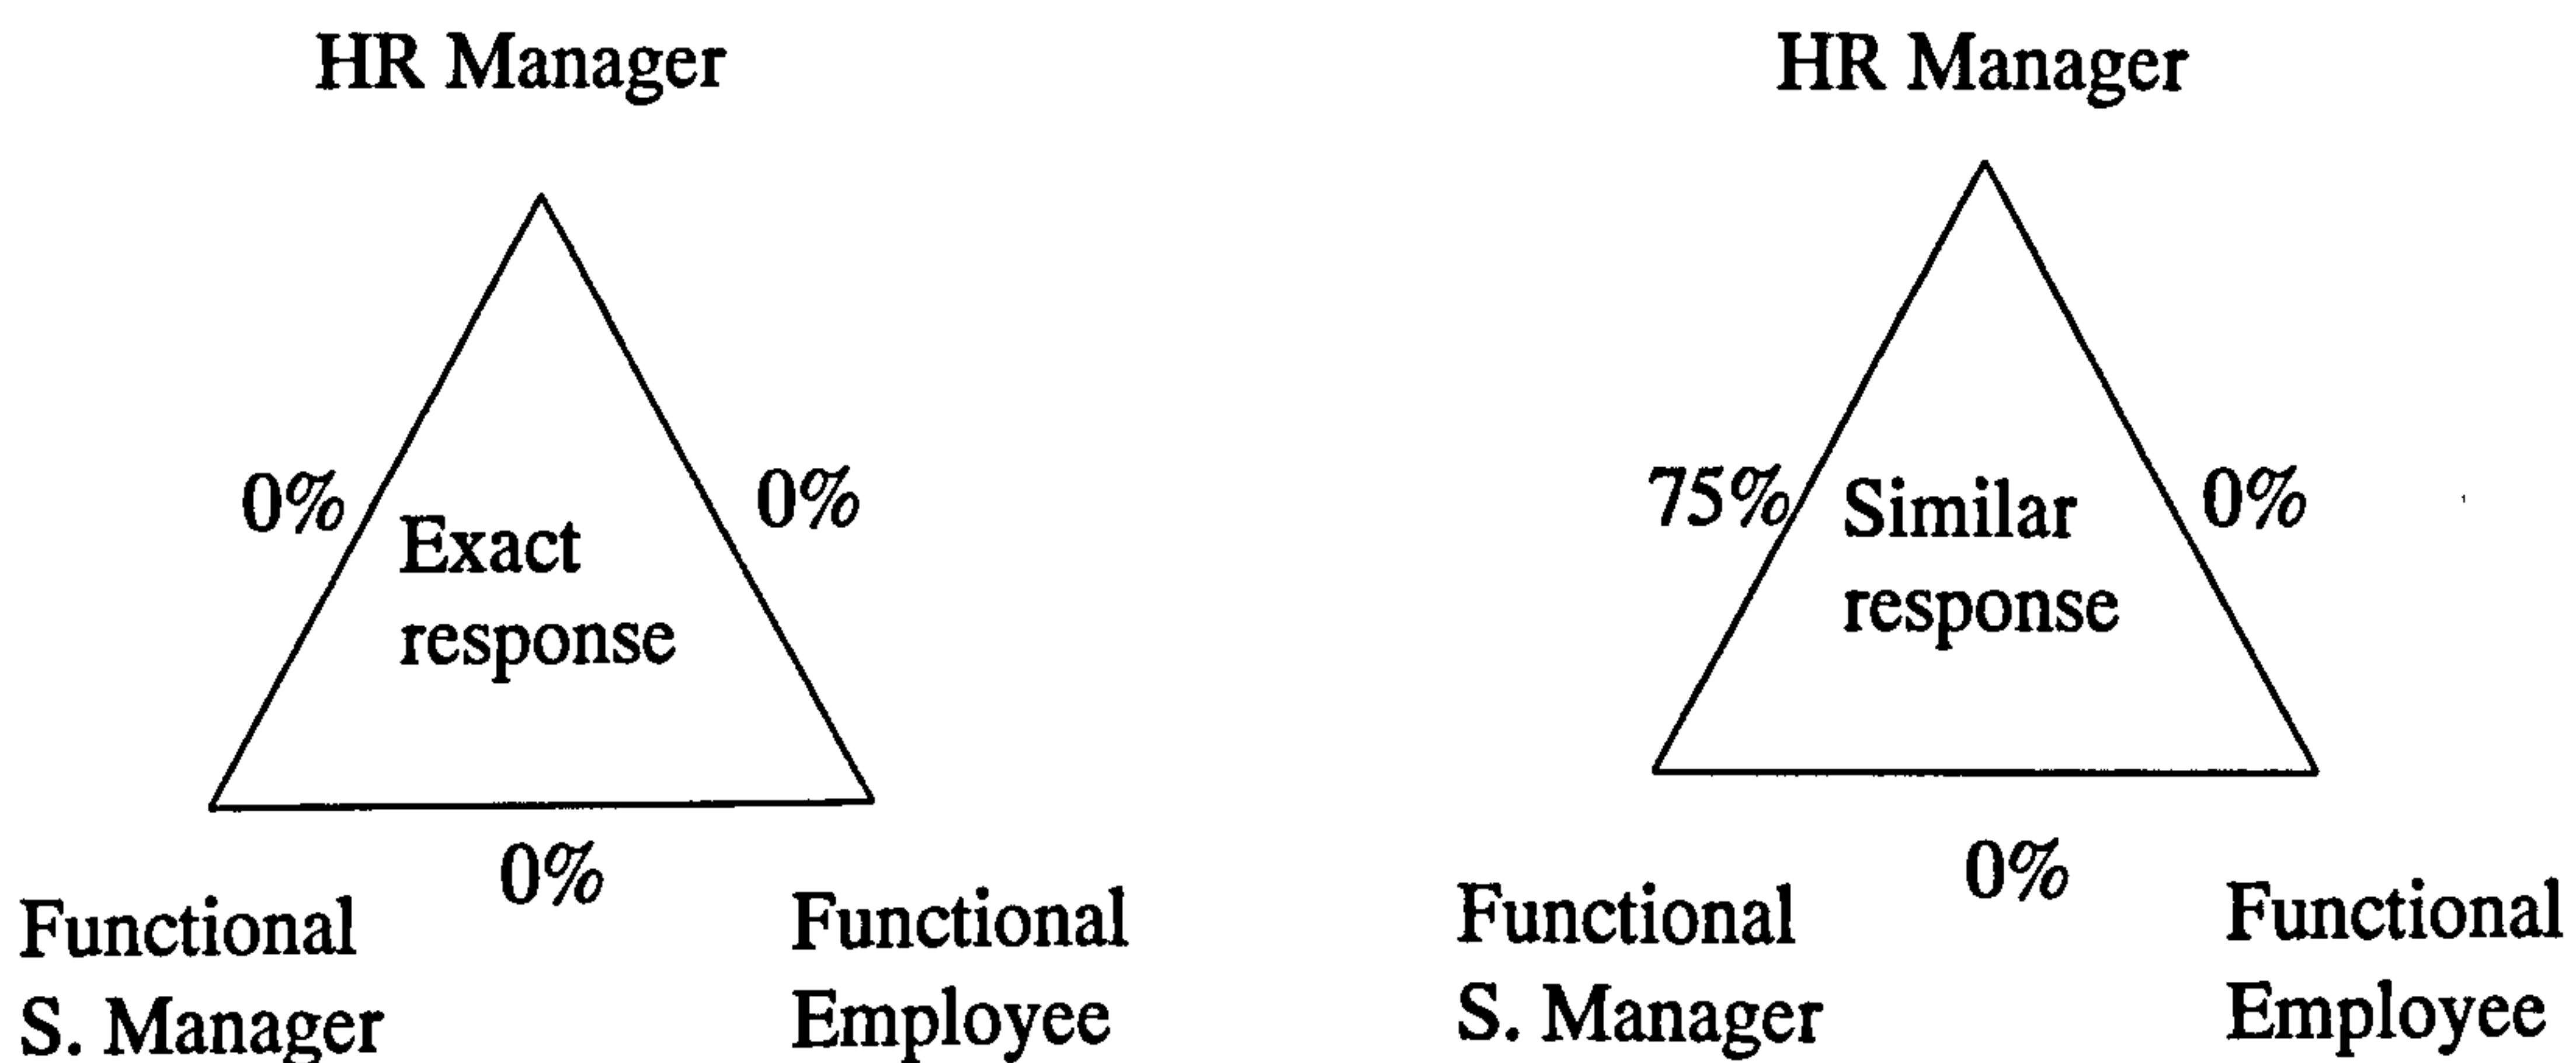 HR Manager
0%
0%
Exact
response
0%
Functional
S. Manager
Functional
Employee
HR Manager
75%
0%
Similar
response
0%
Functional
S. Manager
Functional
Employee